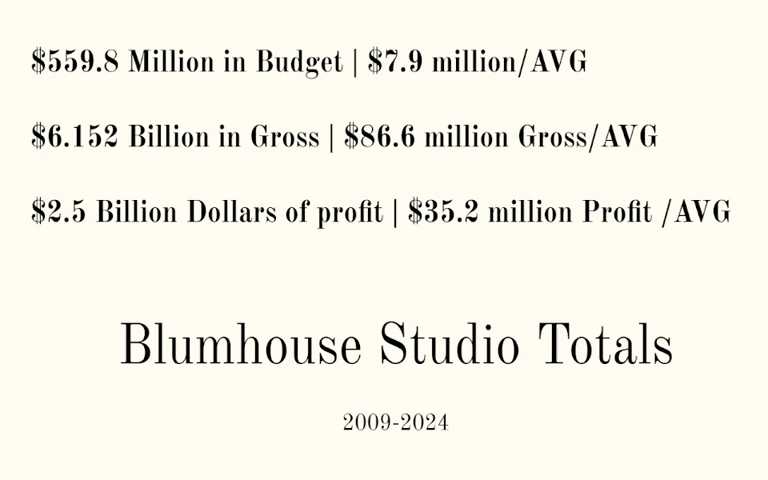 $559.8 Million in Budget | $7.9 million/AVG
$6.152 Billion in Gross | $86.6 million Gross/AVG
$2.5 Billion Dollars of profit | $35.2 million Profit /AVG
Blumhouse Studio Totals
2009-2024